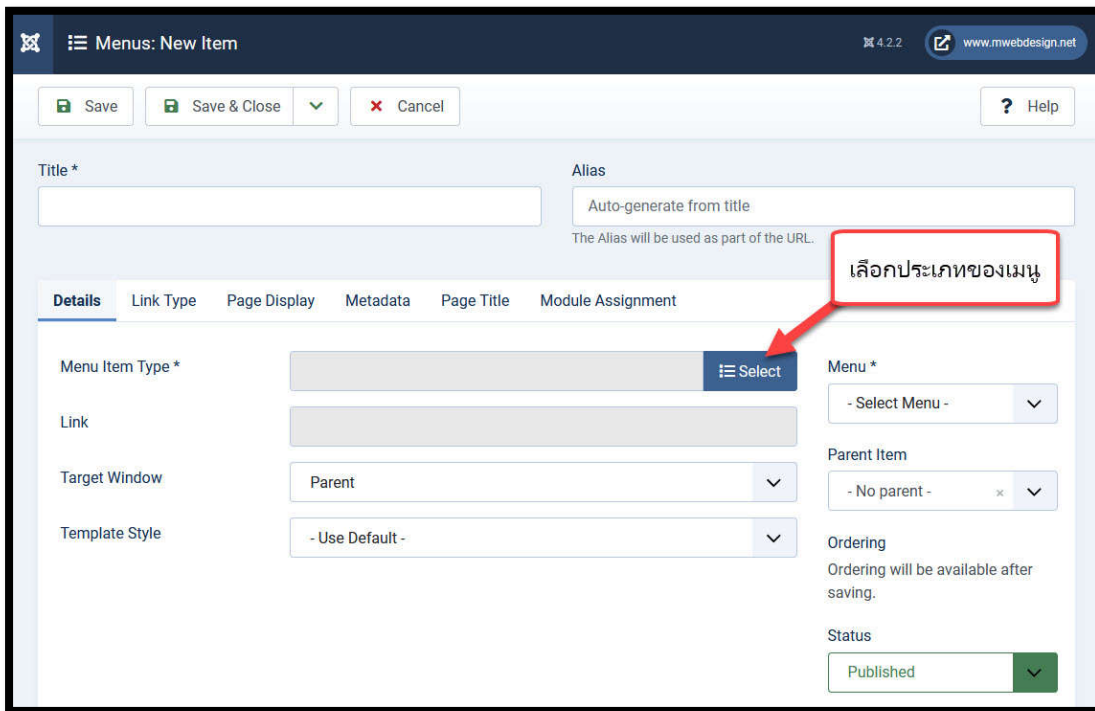 Menus: New Item
4.2.2
www.mwebdesign.net
Save
Save & Close
Cancel
? Help
Title *
Alias
Auto-generate from title
The Alias will be used as part of the URL.
เลือกประเภทของเมนู
Details
Link Type
Page Display
Metadata
Page Title
Module Assignment
Menu Item Type *
Select
Menu *
- Select Menu -
Link
Parent Item
Target Window
Parent
- No parent -
Template Style
- Use Default -
Ordering
Ordering will be available after
saving.
Status
Published